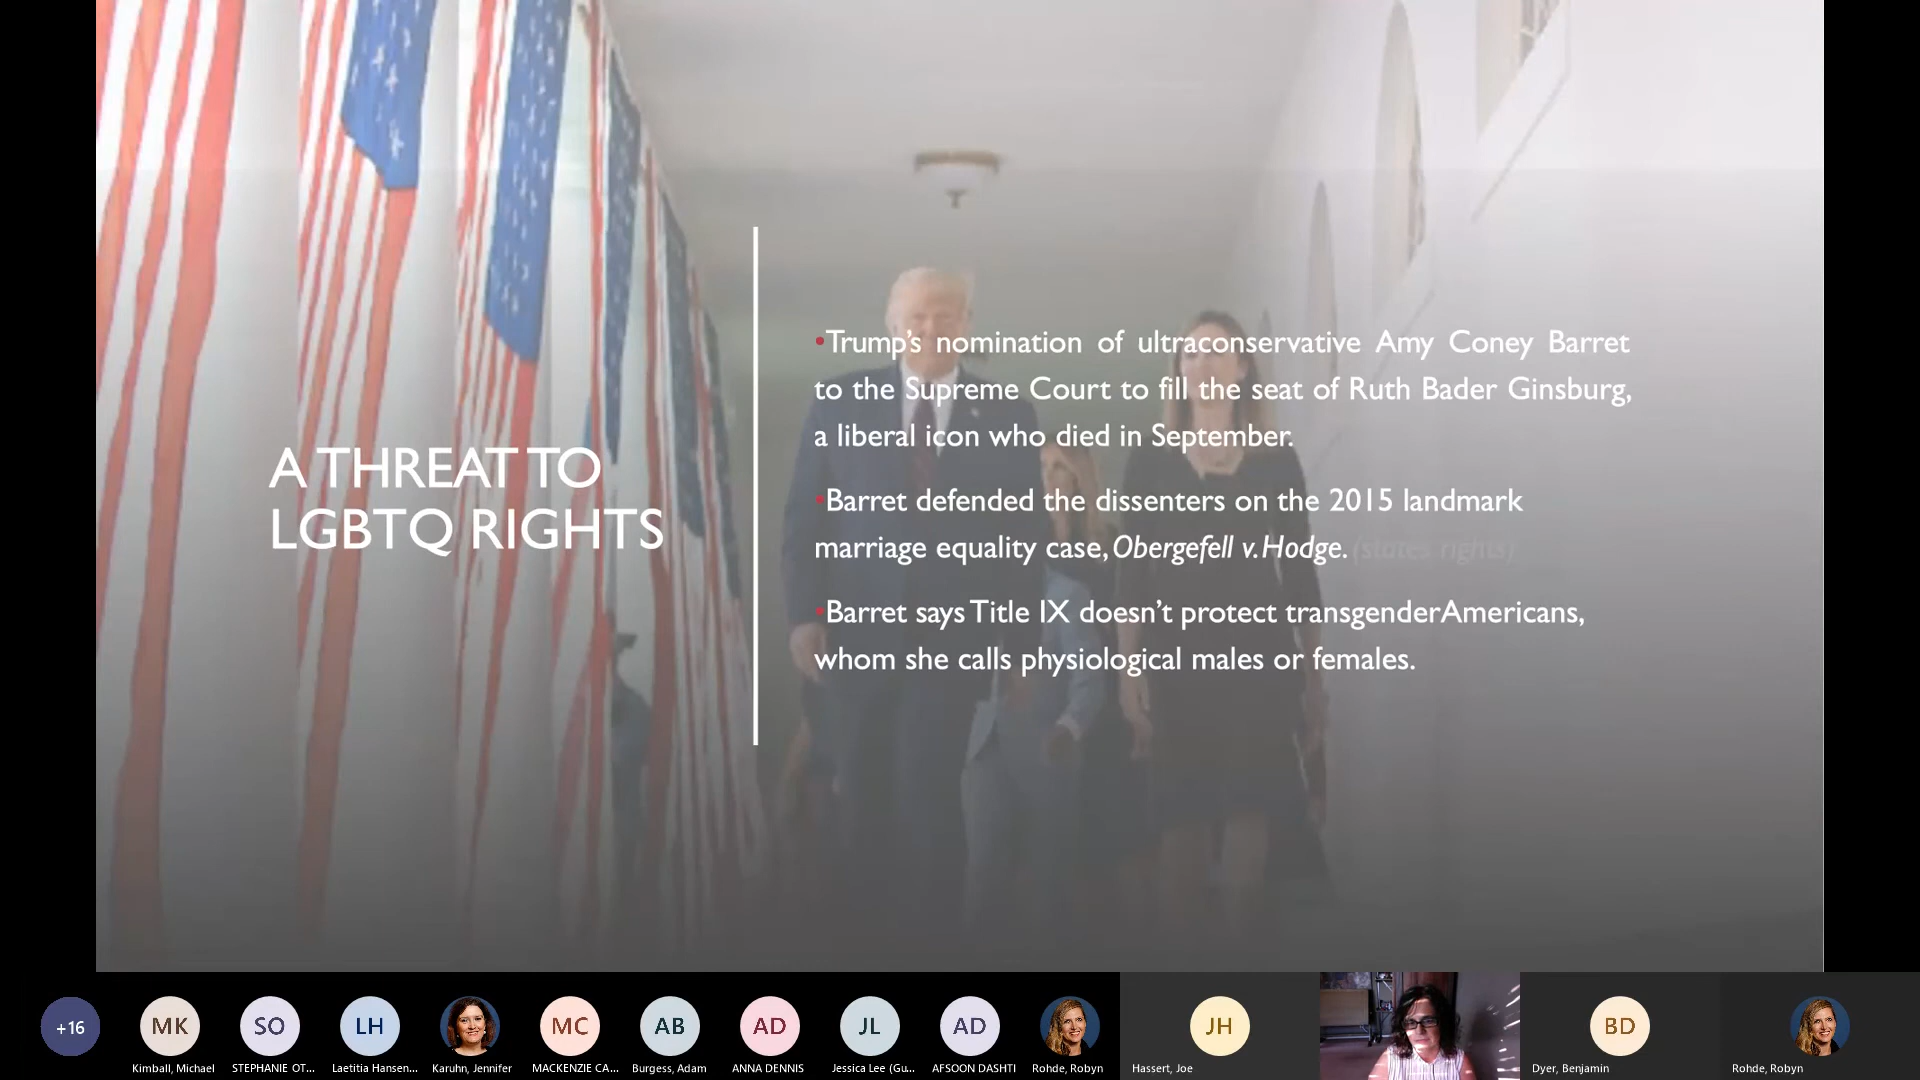 A THREAT TO
LGBTQ RIGHTS
•Trump's nomination of ultraconservative Amy Coney Barret
to the Supreme Court to fill the seat of Ruth Bader Ginsburg,
a liberal icon who died in September.
•Barret defended the dissenters on the 2015 landmark
marriage equality case, Obergefell v. Hodge. (states rights)
•Barret says Title IX doesn't protect transgenderAmericans,
whom she calls physiological males or females.
+16
MK
SO
LH
MC
AB
AD
JL
AD
JH
BD
Kimball, Michael
STEPHANIE OT...
Laetitia Hansen...
Karuhn, Jennifer
MACKENZIE CA...
Burgess, Adam
ANNA DENNIS
Jessica Lee (Gu...
AFSOON DASHTI
Rohde, Robyn
Hassert, Joe
Dyer, Benjamin
Rohde, Robyn